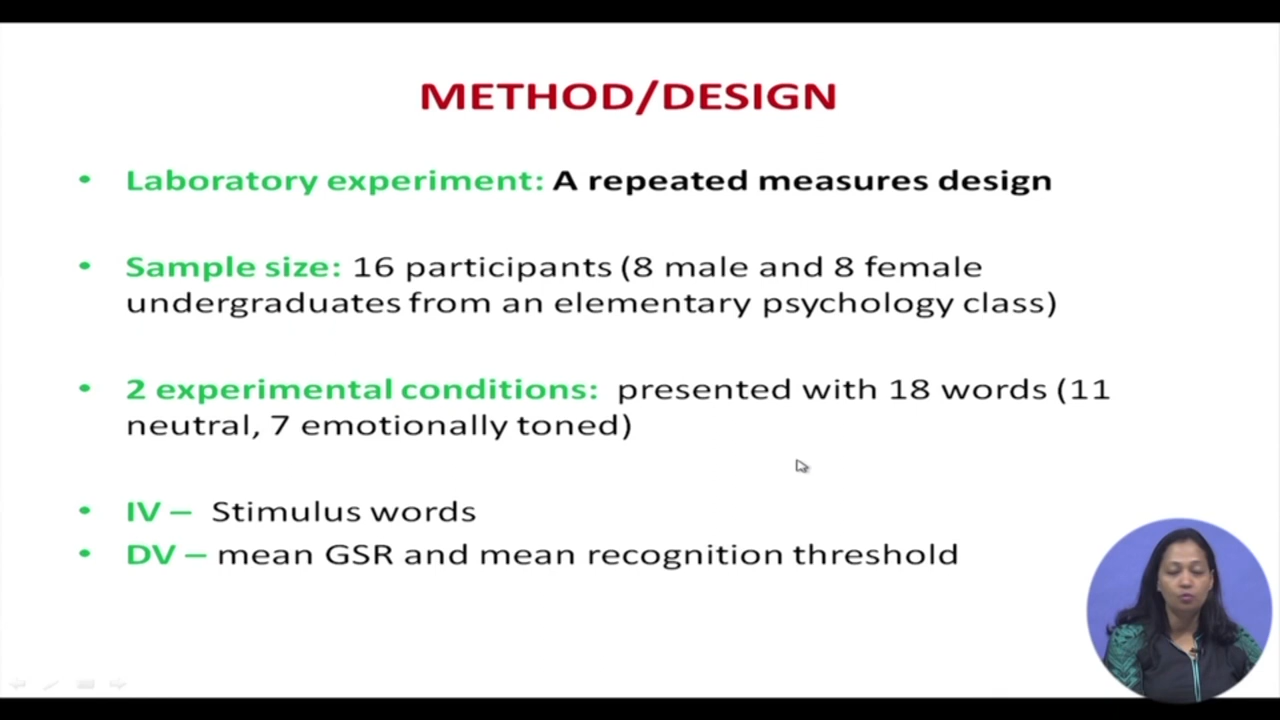 METHOD/DESIGN
• Laboratory experiment: A repeated measures design
• Sample size: 16 participants (8 male and 8 female
undergraduates from an elementary psychology class)
• 2 experimental conditions: presented with 18 words (11
neutral, 7 emotionally toned)
• IV – Stimulus words
• DV – mean GSR and mean recognition threshold